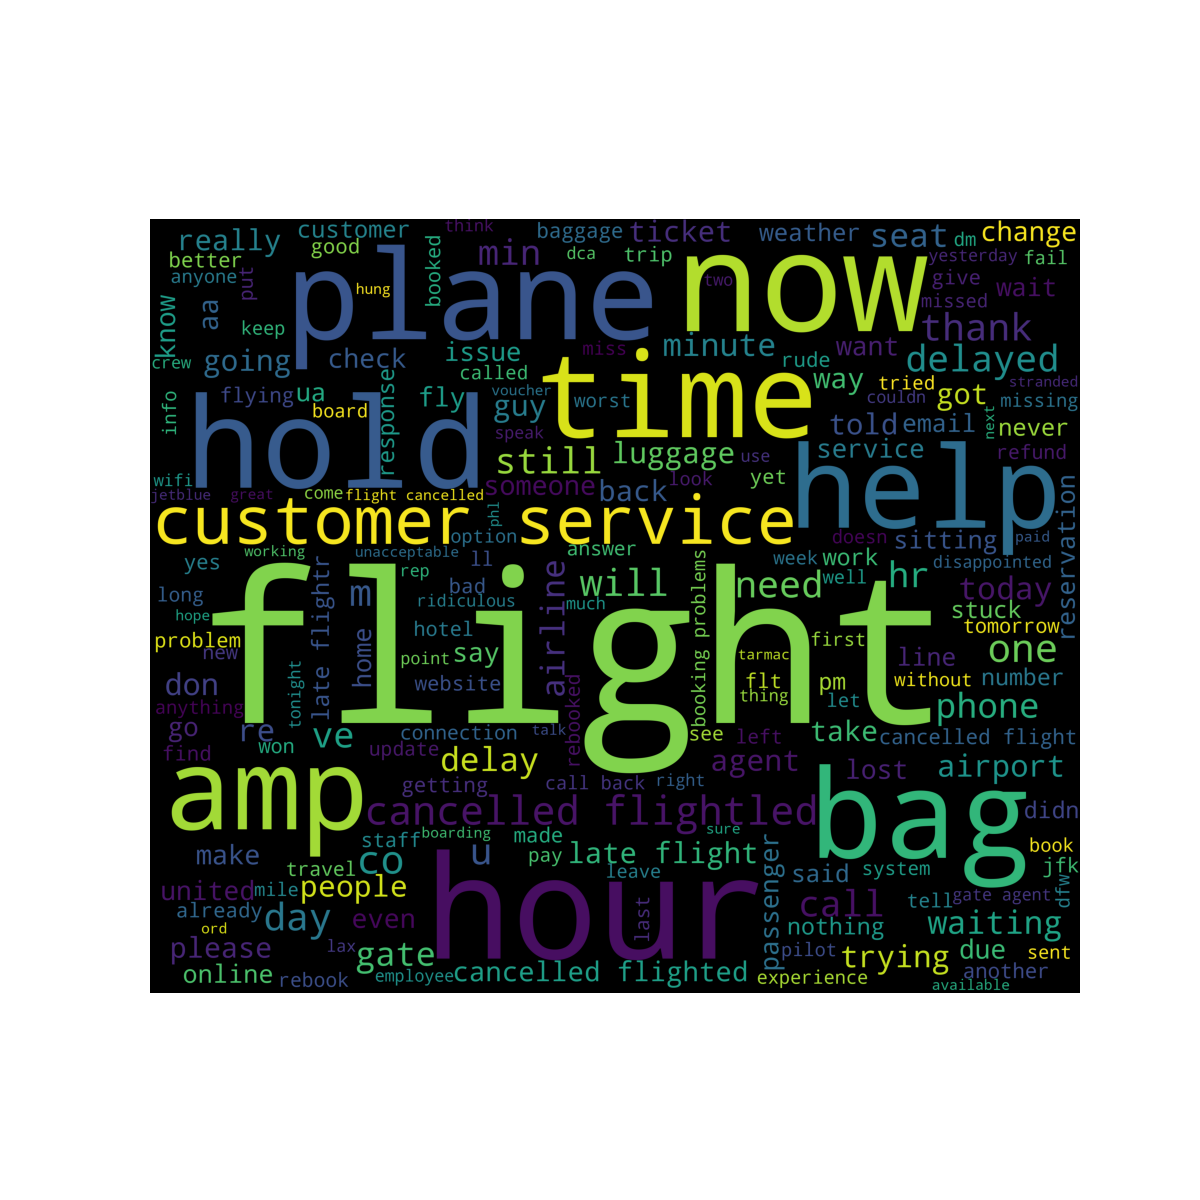 think
customer
really
good
better
anyone
put
booked
min
baggage
dca
trip
ticket
weather
seat
dm
change
yesterday
fail
plane
hung
now
two
give
missed
wait
know
aa
keep
thank
crew
going
check
issue
called
miss
minute
want
rude
delayed
time
way
tried
got
stranded
couldn
missing
info
flying
ua
board
response
fly
voucher
guy
worst
hold
speak
told
email
never
next
still
luggage
use
service
refund
wifi
jetblue
great
come
flight cancelled
someone
back
look
yet
help
reservation
customer service
phl
option
doesn
sitting
paid
working
unacceptable
answer
week
work
disappointed
yes
late flightr
ll
rep
bad
airline
will
booking problems
need
well
hr
today
long
m
ridiculous
much
stuck
hope
flight
hotel
first
tomorrow
problem
new
home
point
say
tarmac
line
one
don
website
flt
thing
pm
without
number
anything
tonight
rebooked
let
phone
go
re
ve
connection
talk
see
left
take
cancelled flight
find
won
update
delay
agent
lost
airport
amp
getting
call back
right
bag
cancelled flightled
didn
staff
boarding
made
sure
make
co
u
pay
late flight
book
travel
hour
leave
passenger
said
system
jfk
united
mile
people
call
tell
gate agent
dfw
already
day
even
last
nothing
waiting
ord
please
lax
gate
pilot
trying
due
sent
online
rebook
employee
cancelled flighted
experience
another
available